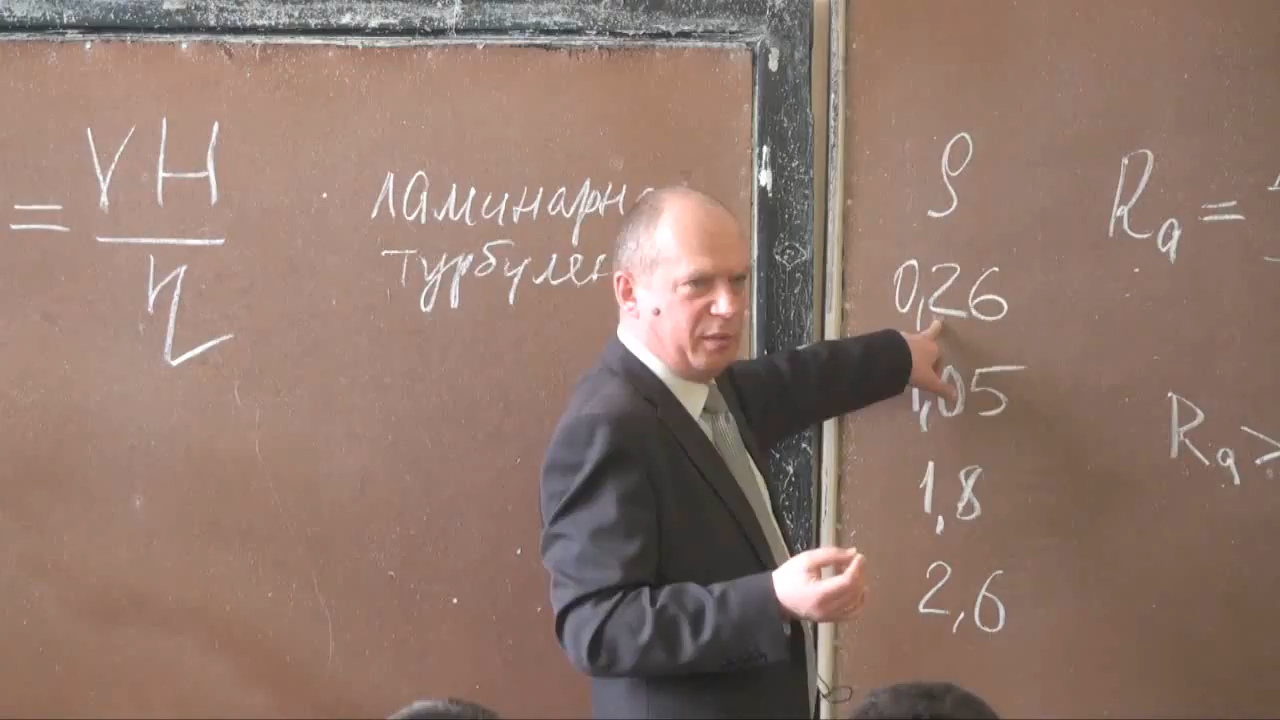 = VH / η
ламинарн
турбулен
ρ
0,26
1,05
1,8
2,6
Rₐ =
Rₐ >